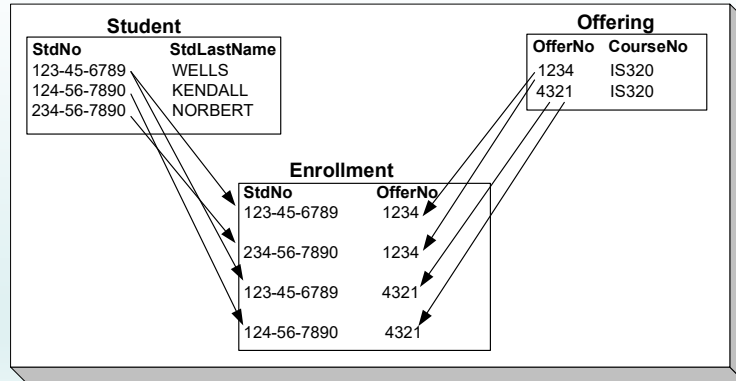 Student
StdNo StdLastName
123-45-6789 WELLS
124-56-7890 KENDALL
234-56-7890 NORBERT
Offering
OfferNo CourseNo
1234 IS320
4321 IS320
Enrollment
StdNo OfferNo
123-45-6789 1234
234-56-7890 1234
123-45-6789 4321
124-56-7890 4321